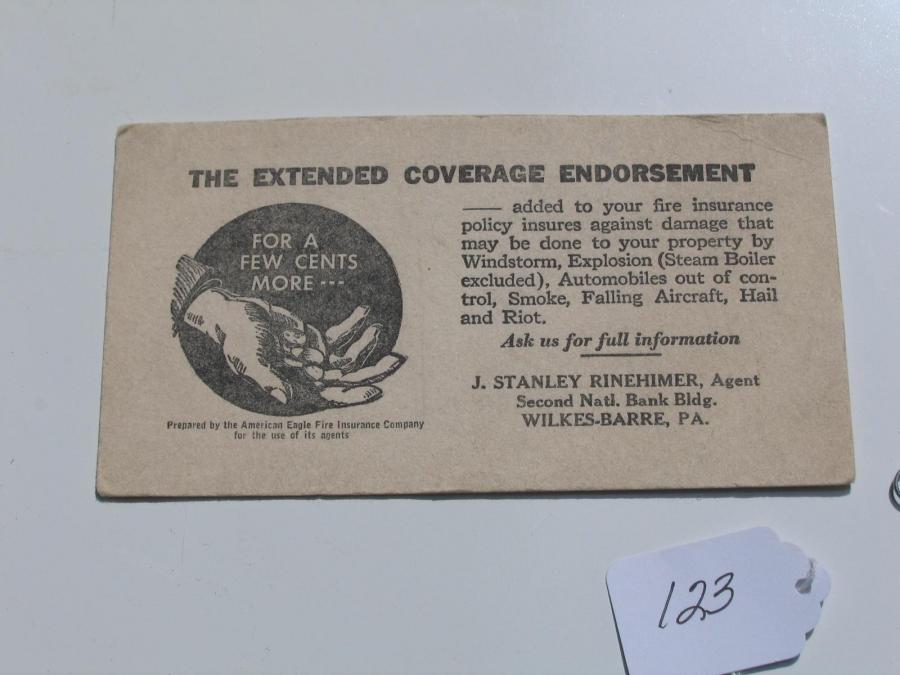 THE EXTENDED COVERAGE ENDORSEMENT
FOR A
FEW CENTS
MORE ---
Prepared by the American Eagle Fire Insurance Company
for the use of its agents
—— added to your fire insurance
policy insures against damage that
may be done to your property by
Windstorm, Explosion (Steam Boiler
excluded), Automobiles out of con-
trol, Smoke, Falling Aircraft, Hail
and Riot.
Ask us for full information
J. STANLEY RINEHIMER, Agent
Second Natl. Bank Bldg.
WILKES-BARRE, PA.
123